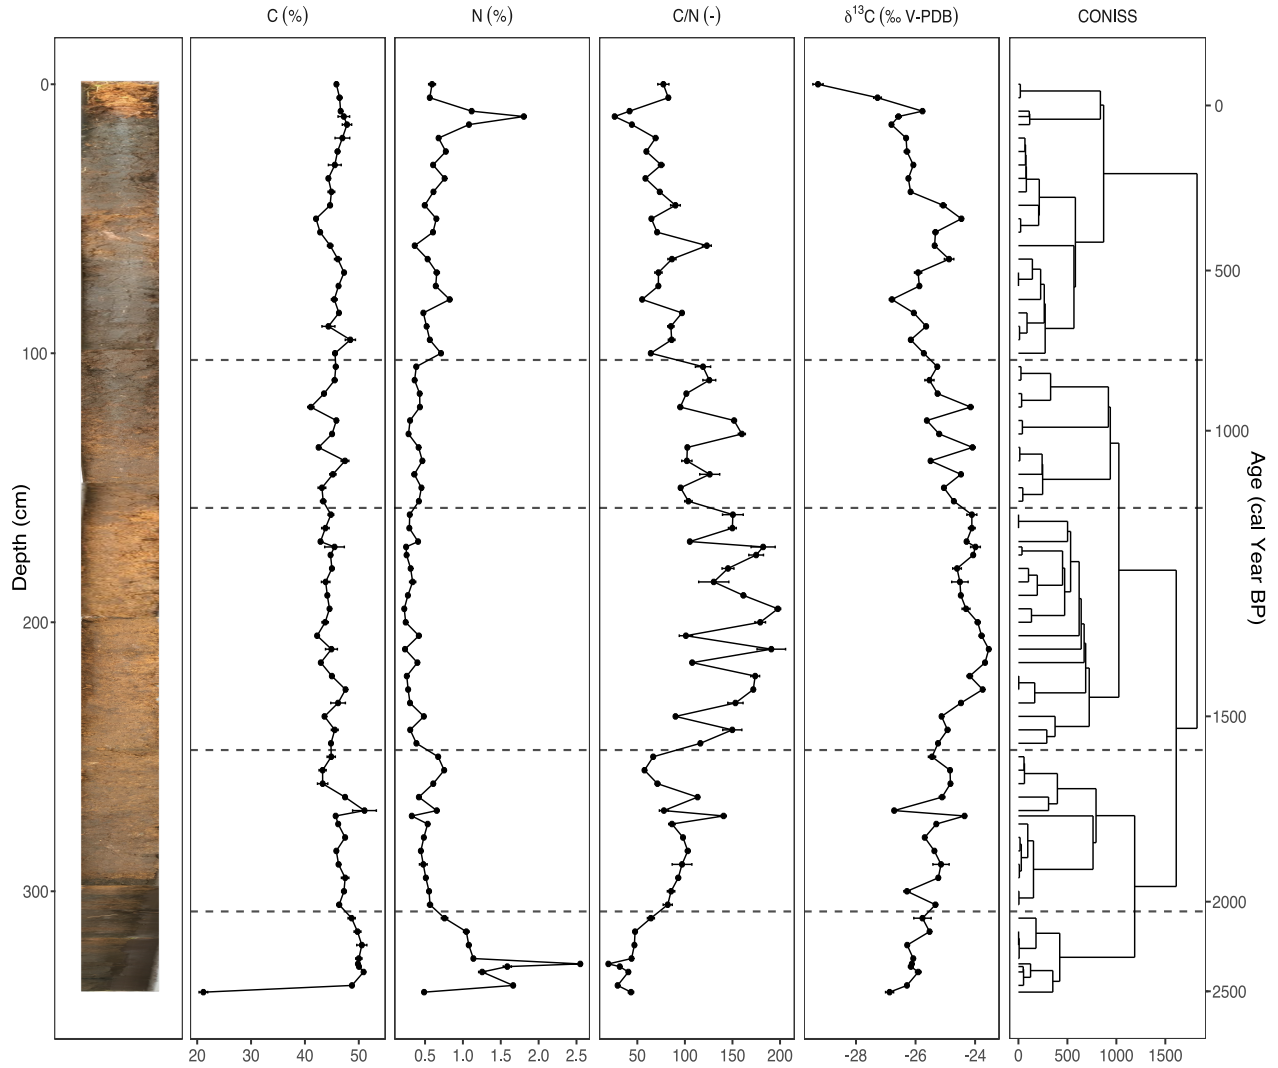 C (%) N (%) C/N (-) δ¹³C (‰ V-PDB) CONISS
0
100
200
300
Depth (cm)
0
500
1000
1500
2000
2500
Age (cal Year BP)
20 30 40 50 0.5 1.0 1.5 2.0 2.5 50 100 150 200 -28 -26 -24 0 500 1000 1500